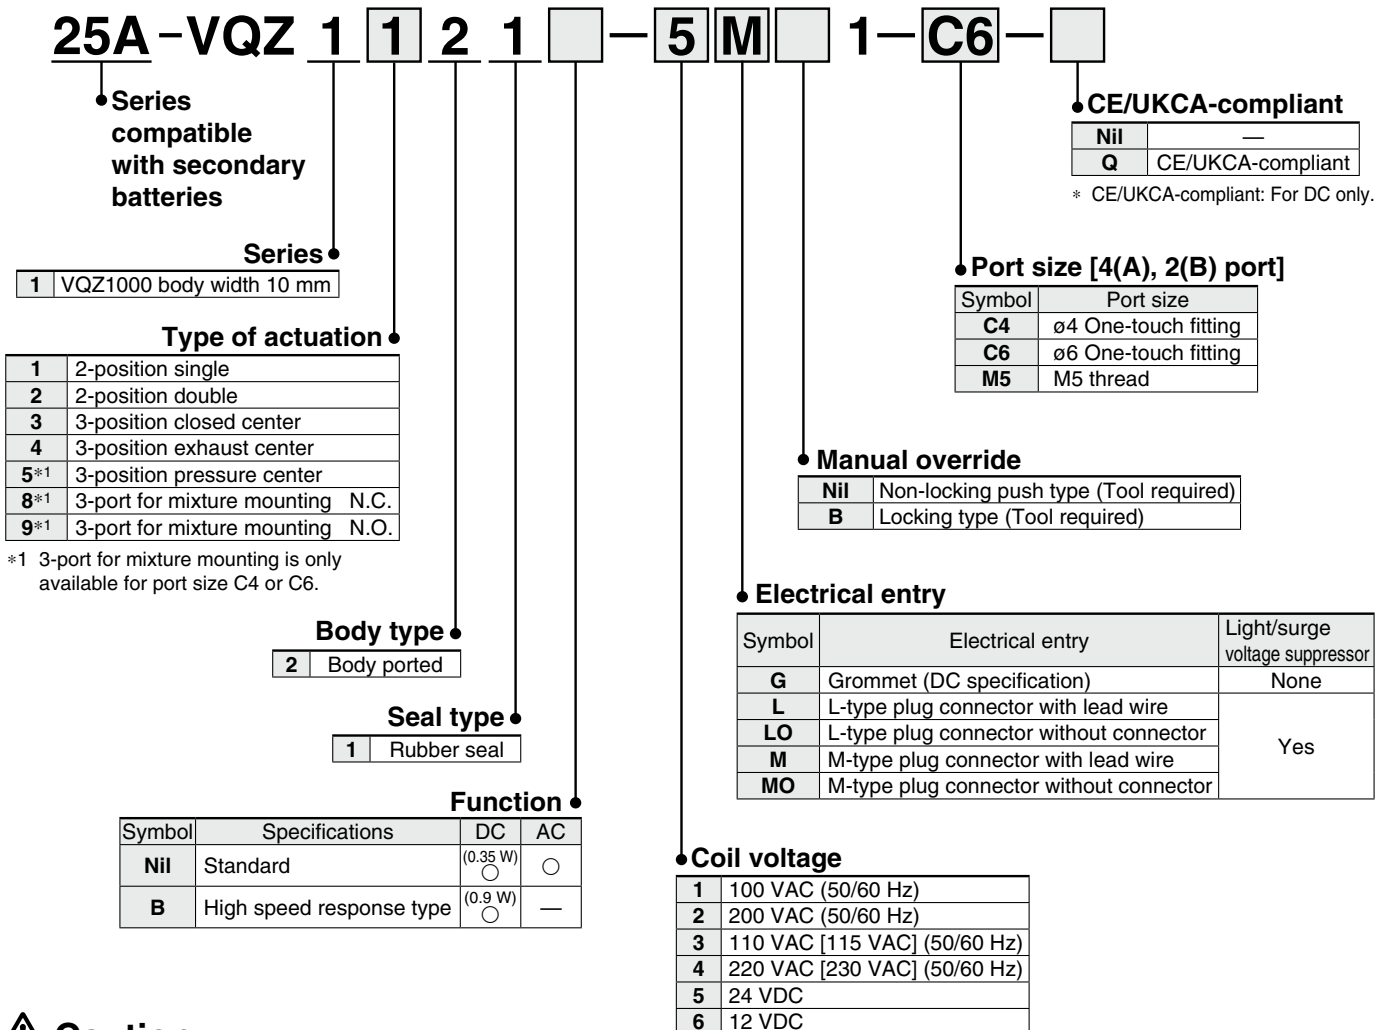 25A-VQZ 1 1 2 1 □—5 M □ 1—C6—□
Series
compatible
with secondary
batteries
Series
1 VQZ1000 body width 10 mm
Type of actuation
1 2-position single
2 2-position double
3 3-position closed center
4 3-position exhaust center
5*1 3-position pressure center
8*1 3-port for mixture mounting N.C.
9*1 3-port for mixture mounting N.O.
*1 3-port for mixture mounting is only
available for port size C4 or C6.
Body type
2 Body ported
Seal type
1 Rubber seal
Function
Symbol Specifications DC AC
Nil Standard (0.35 W) ○ ○
B High speed response type (0.9 W) ○ —
CE/UKCA-compliant
Nil —
Q CE/UKCA-compliant
* CE/UKCA-compliant: For DC only.
Port size [4(A), 2(B) port]
Symbol Port size
C4 ø4 One-touch fitting
C6 ø6 One-touch fitting
M5 M5 thread
Manual override
Nil Non-locking push type (Tool required)
B Locking type (Tool required)
Electrical entry
Symbol Electrical entry Light/surge
voltage suppressor
G Grommet (DC specification) None
L L-type plug connector with lead wire
LO L-type plug connector without connector
Yes
M M-type plug connector with lead wire
MO M-type plug connector without connector
Coil voltage
1 100 VAC (50/60 Hz)
2 200 VAC (50/60 Hz)
3 110 VAC [115 VAC] (50/60 Hz)
4 220 VAC [230 VAC] (50/60 Hz)
5 24 VDC
6 12 VDC